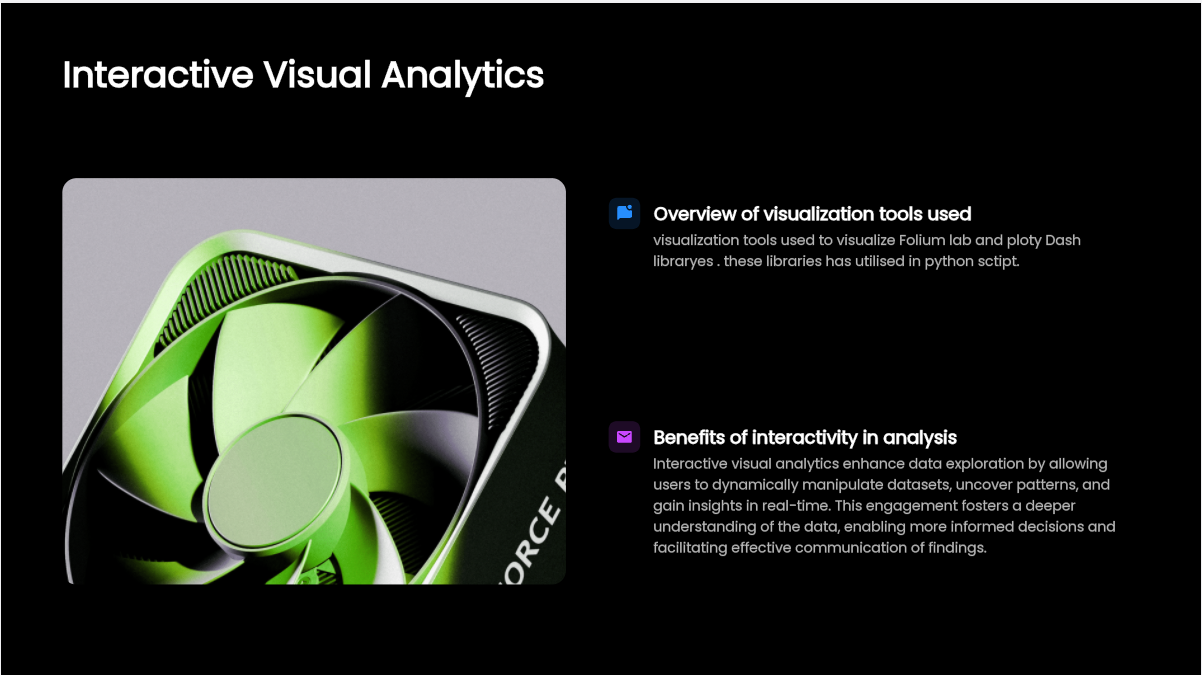 Interactive Visual Analytics
Overview of visualization tools used
visualization tools used to visualize Folium lab and ploty Dash
libraryes . these libraries has utilised in python sctipt.
Benefits of interactivity in analysis
Interactive visual analytics enhance data exploration by allowing
users to dynamically manipulate datasets, uncover patterns, and
gain insights in real-time. This engagement fosters a deeper
understanding of the data, enabling more informed decisions and
facilitating effective communication of findings.
ORCE R